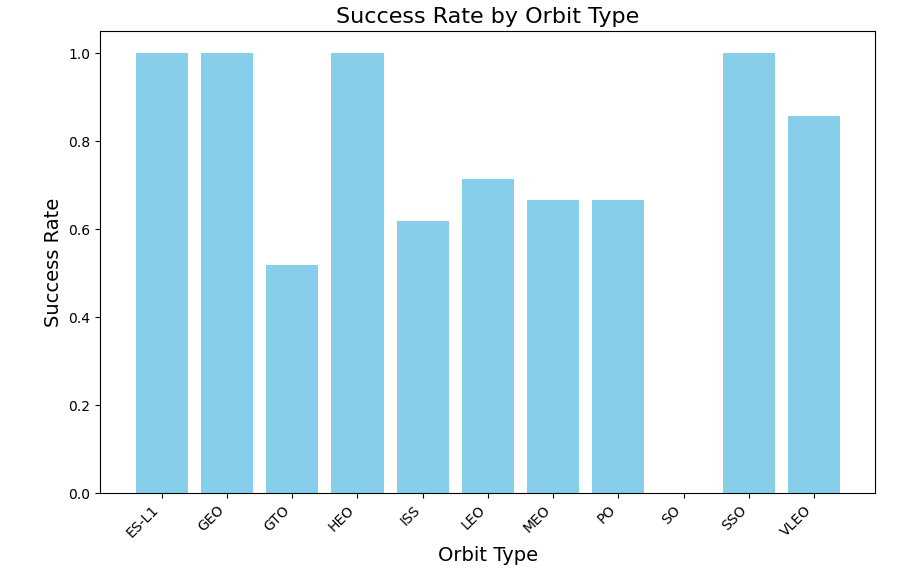 Success Rate by Orbit Type
1.0
0.8
0.6
0.4
0.2
0.0
Success Rate
ES-L1
GEO
GTO
HEO
ISS
LEO
MEO
PO
SO
SSO
VLEO
Orbit Type